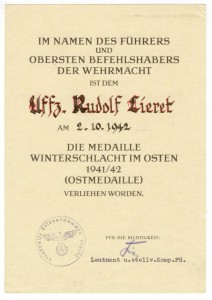 IM NAMEN DES FÜHRERS
UND
OBERSTEN BEFEHLSHABERS
DER WEHRMACHT
IST DEM
Uffz. Rudolf Lieret
AM 2.10.1942
DIE MEDAILLE
WINTERSCHLACHT IM OSTEN
1941/42
(OSTMEDAILLE)
VERLIEHEN WORDEN.
FÜR DIE RICHTIGKEIT:
Leutnant u.stellv.Komp.Fü.